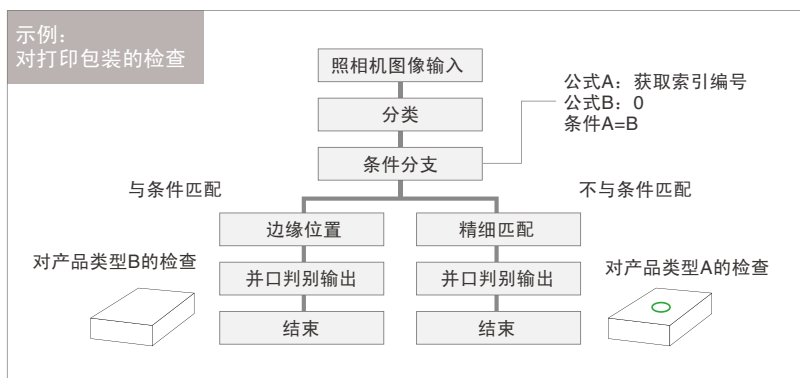 示例:
对打印包装的检查
照相机图像输入
分类
条件分支
公式A：获取索引编号
公式B：0
条件A=B
与条件匹配
不与条件匹配
边缘位置
精细匹配
对产品类型B的检查
并口判别输出
并口判别输出
对产品类型A的检查
结束
结束